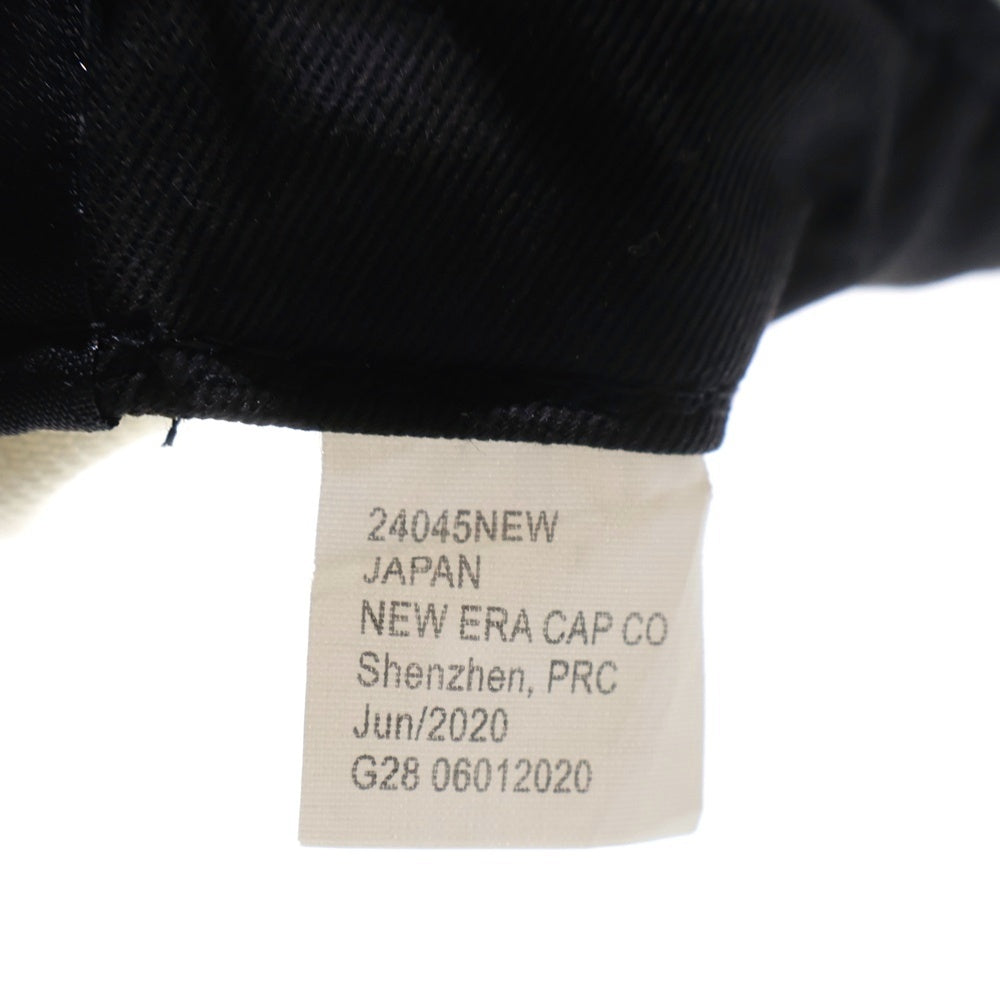 24045NEW
JAPAN
NEW ERA CAP CO
Shenzhen, PRC
Jun/2020
G28 06012020